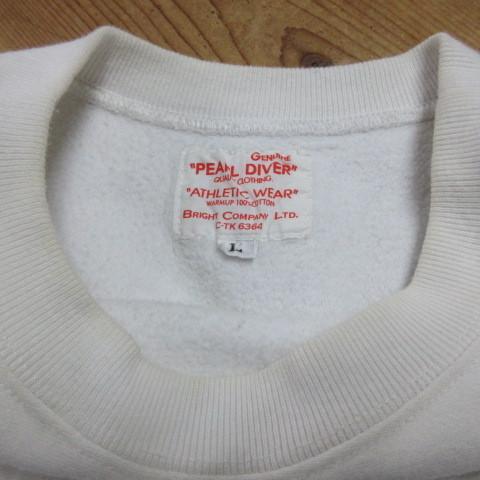 GENUINE
"PEARL DIVER"
QUALITY CLOTHING.
"ATHLETIC WEAR"
WARMUP 100% COTTON
BRIGHT COMPANY LTD.
C-TK 6364
L